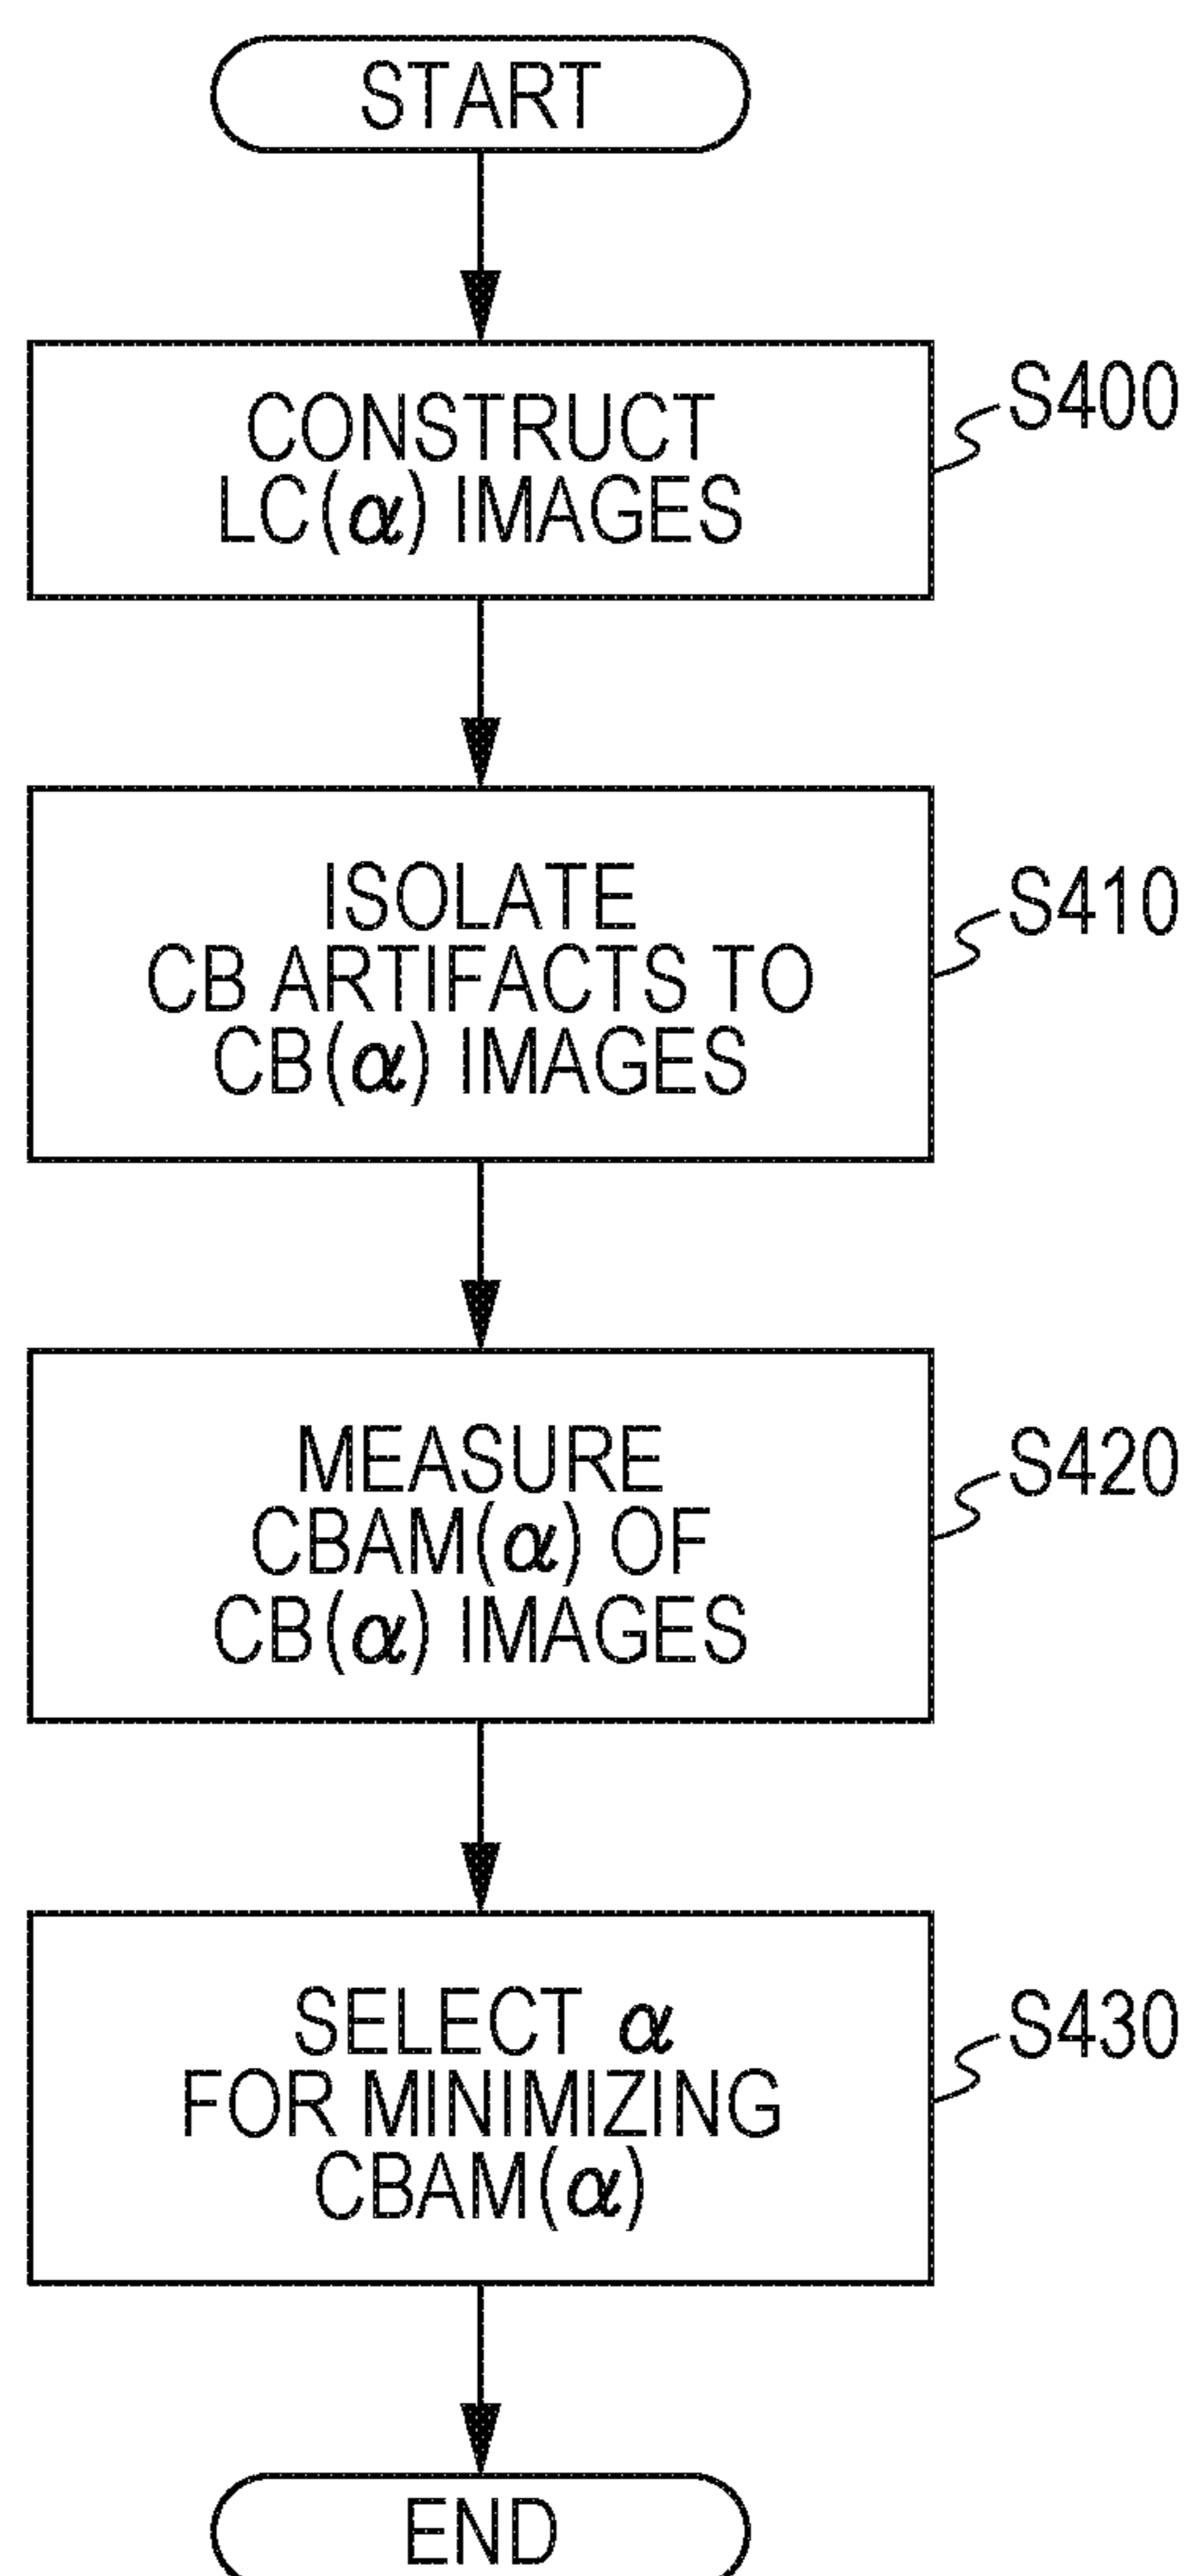 START
CONSTRUCT
LC(α) IMAGES
S400
ISOLATE
CB ARTIFACTS TO
CB(α) IMAGES
S410
MEASURE
CBAM(α) OF
CB(α) IMAGES
S420
SELECT α
FOR MINIMIZING
CBAM(α)
S430
END